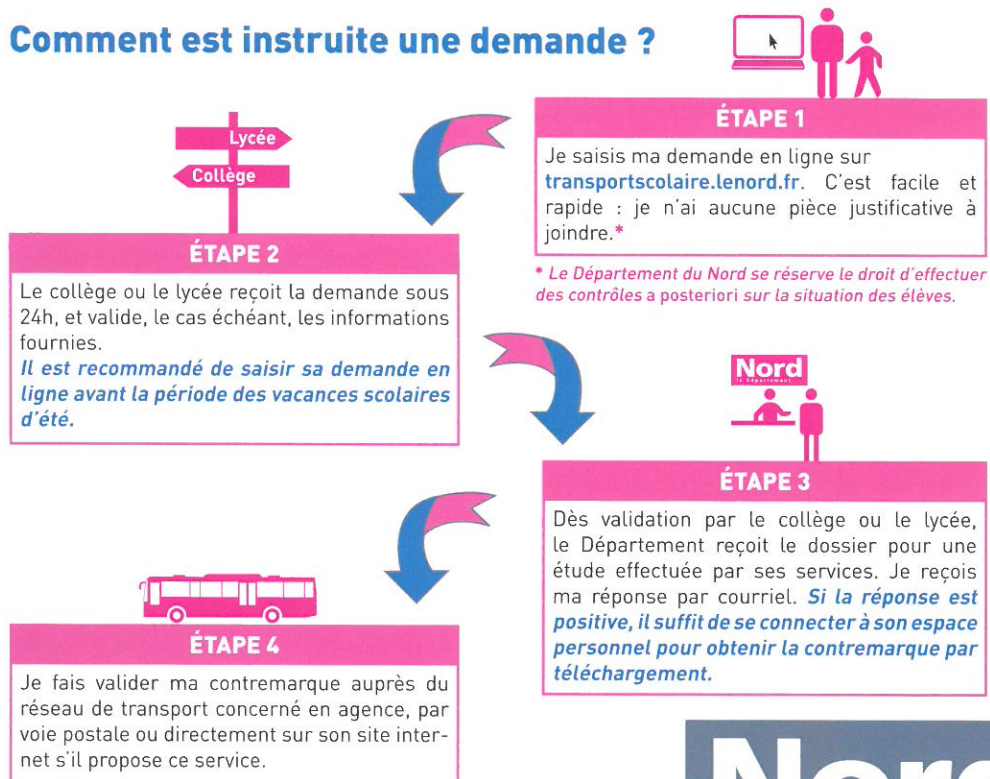 Comment est instruite une demande ?
ÉTAPE 1
Je saisis ma demande en ligne sur
transportscolaire.lenord.fr. C'est facile et
rapide : je n'ai aucune pièce justificative à
joindre.*
* Le Département du Nord se réserve le droit d'effectuer
des contrôles a posteriori sur la situation des élèves.
Lycée
Collège
ÉTAPE 2
Le collège ou le lycée reçoit la demande sous
24h, et valide, le cas échéant, les informations
fournies.
Il est recommandé de saisir sa demande en
ligne avant la période des vacances scolaires
d'été.
Nord
le Département
ÉTAPE 3
Dès validation par le collège ou le lycée,
le Département reçoit le dossier pour une
étude effectuée par ses services. Je reçois
ma réponse par courriel. Si la réponse est
positive, il suffit de se connecter à son espace
personnel pour obtenir la contremarque par
téléchargement.
ÉTAPE 4
Je fais valider ma contremarque auprès du
réseau de transport concerné en agence, par
voie postale ou directement sur son site inter-
net s'il propose ce service.
Nord